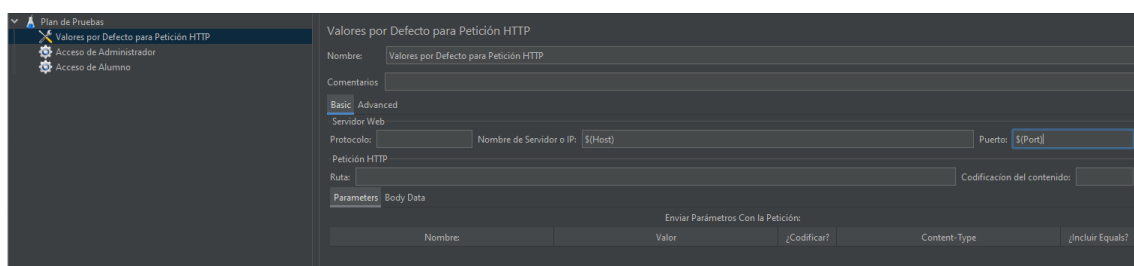 Plan de Pruebas
Valores por Defecto para Petición HTTP
Acceso de Administrador
Acceso de Alumno
Valores por Defecto para Petición HTTP
Nombre: Valores por Defecto para Petición HTTP
Comentarios
Basic Advanced
Servidor Web
Protocolo: Nombre de Servidor o IP: $(Host) Puerto: $(Port)
Petición HTTP
Ruta: Codificacíon del contenido:
Parameters Body Data
Enviar Parámetros Con la Petición:
Nombre: Valor ¿Codificar? Content-Type ¿Incluir Equals?